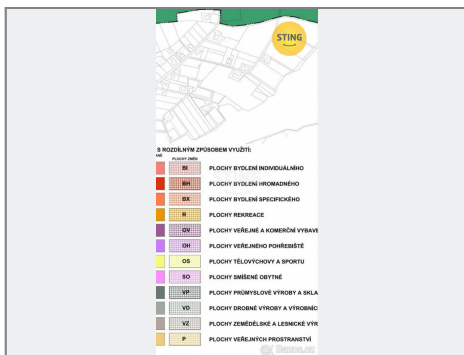 STING
S ROZDÍLNÝM ZPŮSOBEM VYUŽITÍ:
PLOCHY ZMĚN
BI PLOCHY BYDLENÍ INDIVIDUÁLNÍHO
BH PLOCHY BYDLENÍ HROMADNÉHO
BX PLOCHY BYDLENÍ SPECIFICKÉHO
R PLOCHY REKREACE
OV PLOCHY VEŘEJNÉ A KOMERČNÍ VYBAVE
OH PLOCHY VEŘEJNÉHO POHŘEBIŠTĚ
OS PLOCHY TĚLOVÝCHOVY A SPORTU
SO PLOCHY SMÍŠENÉ OBYTNÉ
VP PLOCHY PRŮMYSLOVÉ VÝROBY A SKLA
VD PLOCHY DROBNÉ VÝROBY A VÝROBNÍC
VZ PLOCHY ZEMĚDĚLSKÉ A LESNICKÉ VÝR
P PLOCHY VEŘEJNÝCH PROSTRANSTVÍ
Bazos.cz